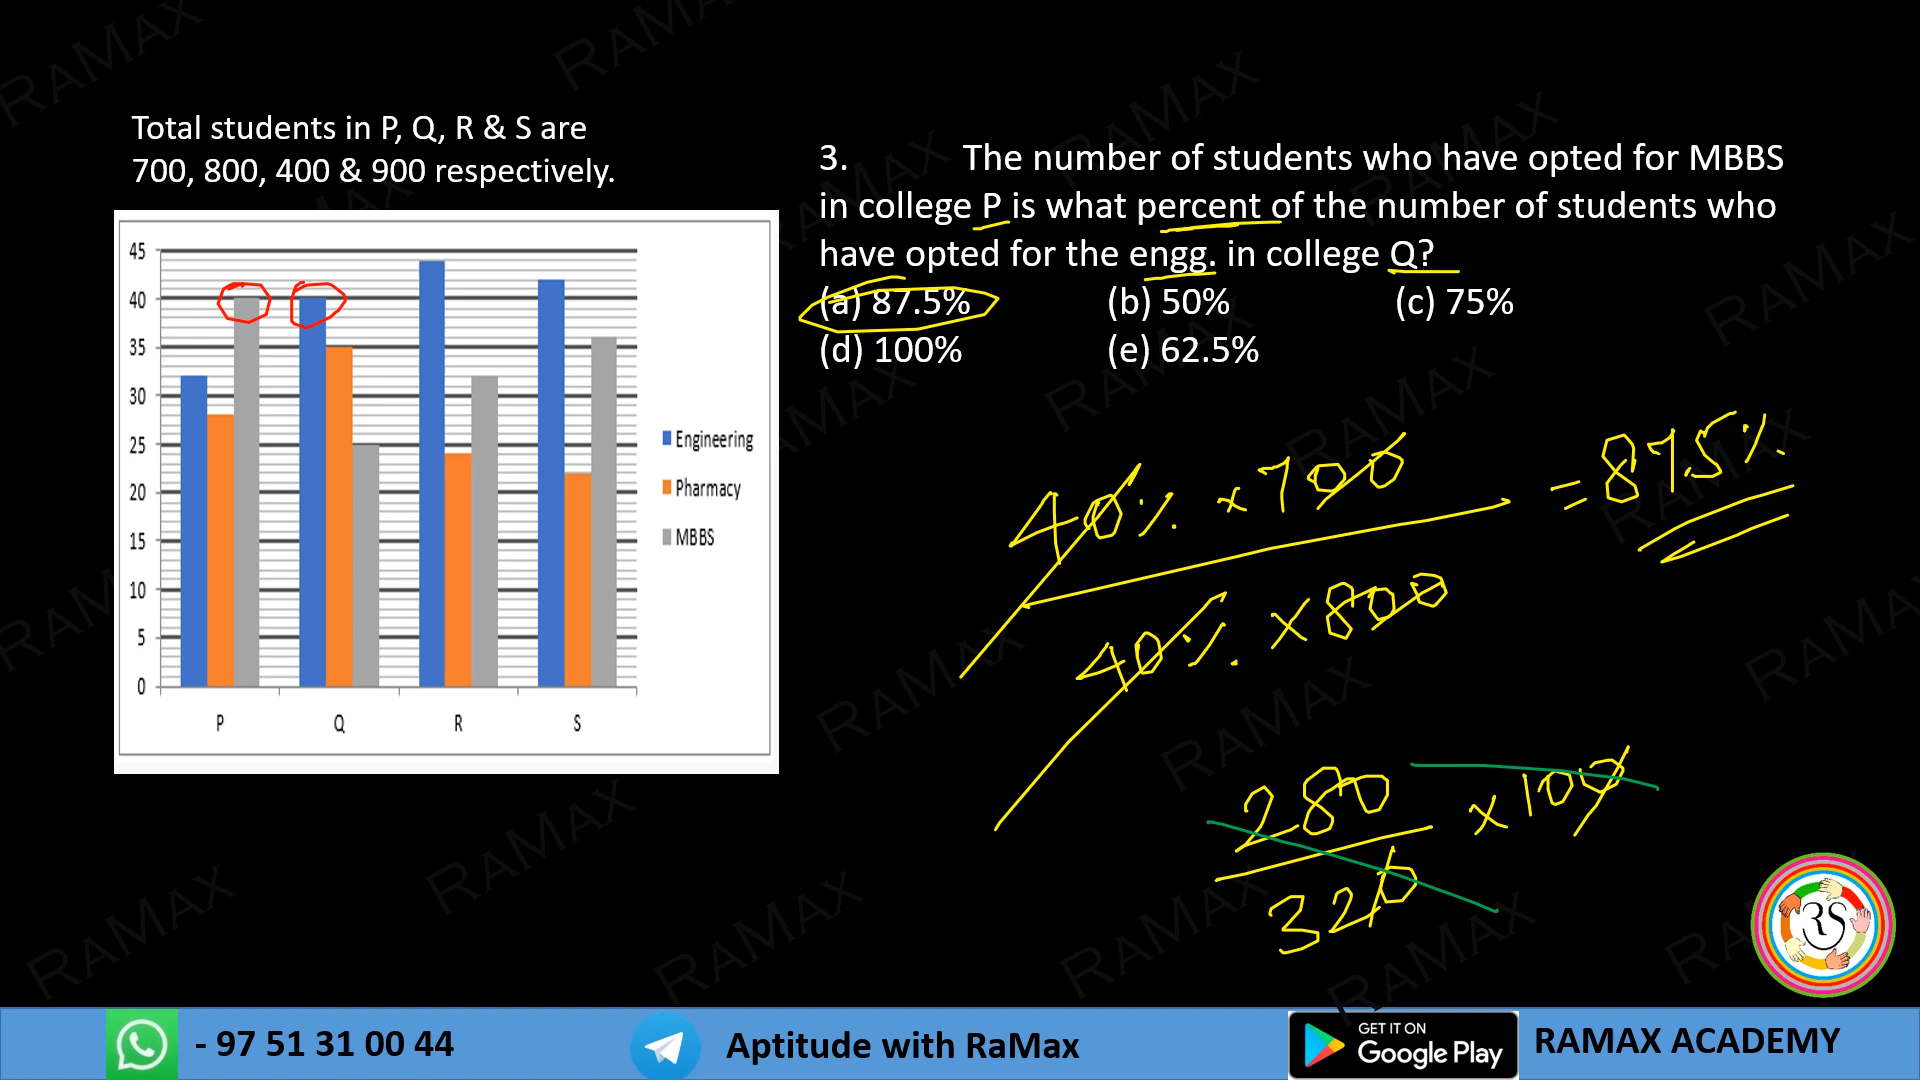 Total students in P, Q, R & S are
700, 800, 400 & 900 respectively.
3. The number of students who have opted for MBBS
in college P is what percent of the number of students who
have opted for the engg. in college Q?
(a) 87.5% (b) 50% (c) 75%
(d) 100% (e) 62.5%
45
40
35
30
25
20
15
10
5
0
P Q R S
Engineering
Pharmacy
MBBS
40% × 700
= 87.5%
40% × 800
280 × 100
320
RS
- 97 51 31 00 44
Aptitude with RaMax
GET IT ON
Google Play
RAMAX ACADEMY
RAMAX